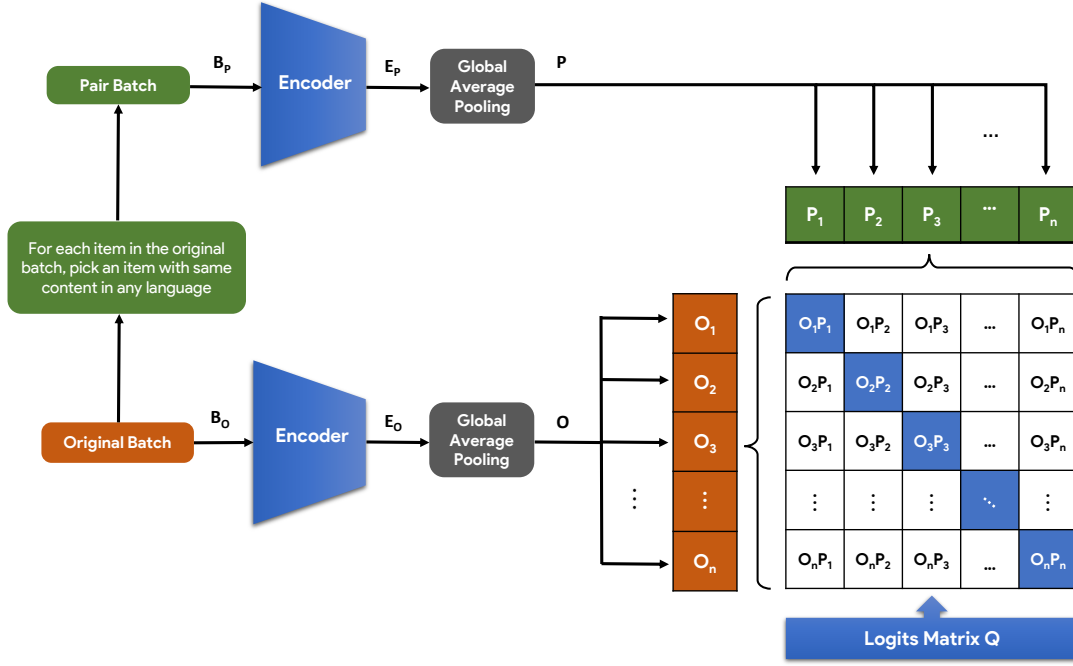 B_P
E_P
P
Pair Batch
Encoder
Global
Average
Pooling
...
P_1 P_2 P_3 ... P_n
For each item in the original
batch, pick an item with same
content in any language
Original Batch
B_O
Encoder
E_O
Global
Average
Pooling
O
⋮
O_1
O_2
O_3
⋮
O_n
O_1P_1 O_1P_2 O_1P_3 ... O_1P_n
O_2P_1 O_2P_2 O_2P_3 ... O_2P_n
O_3P_1 O_3P_2 O_3P_3 ... O_3P_n
⋮ ⋮ ⋮ ⋱ ⋮
O_nP_1 O_nP_2 O_nP_3 ... O_nP_n
Logits Matrix Q